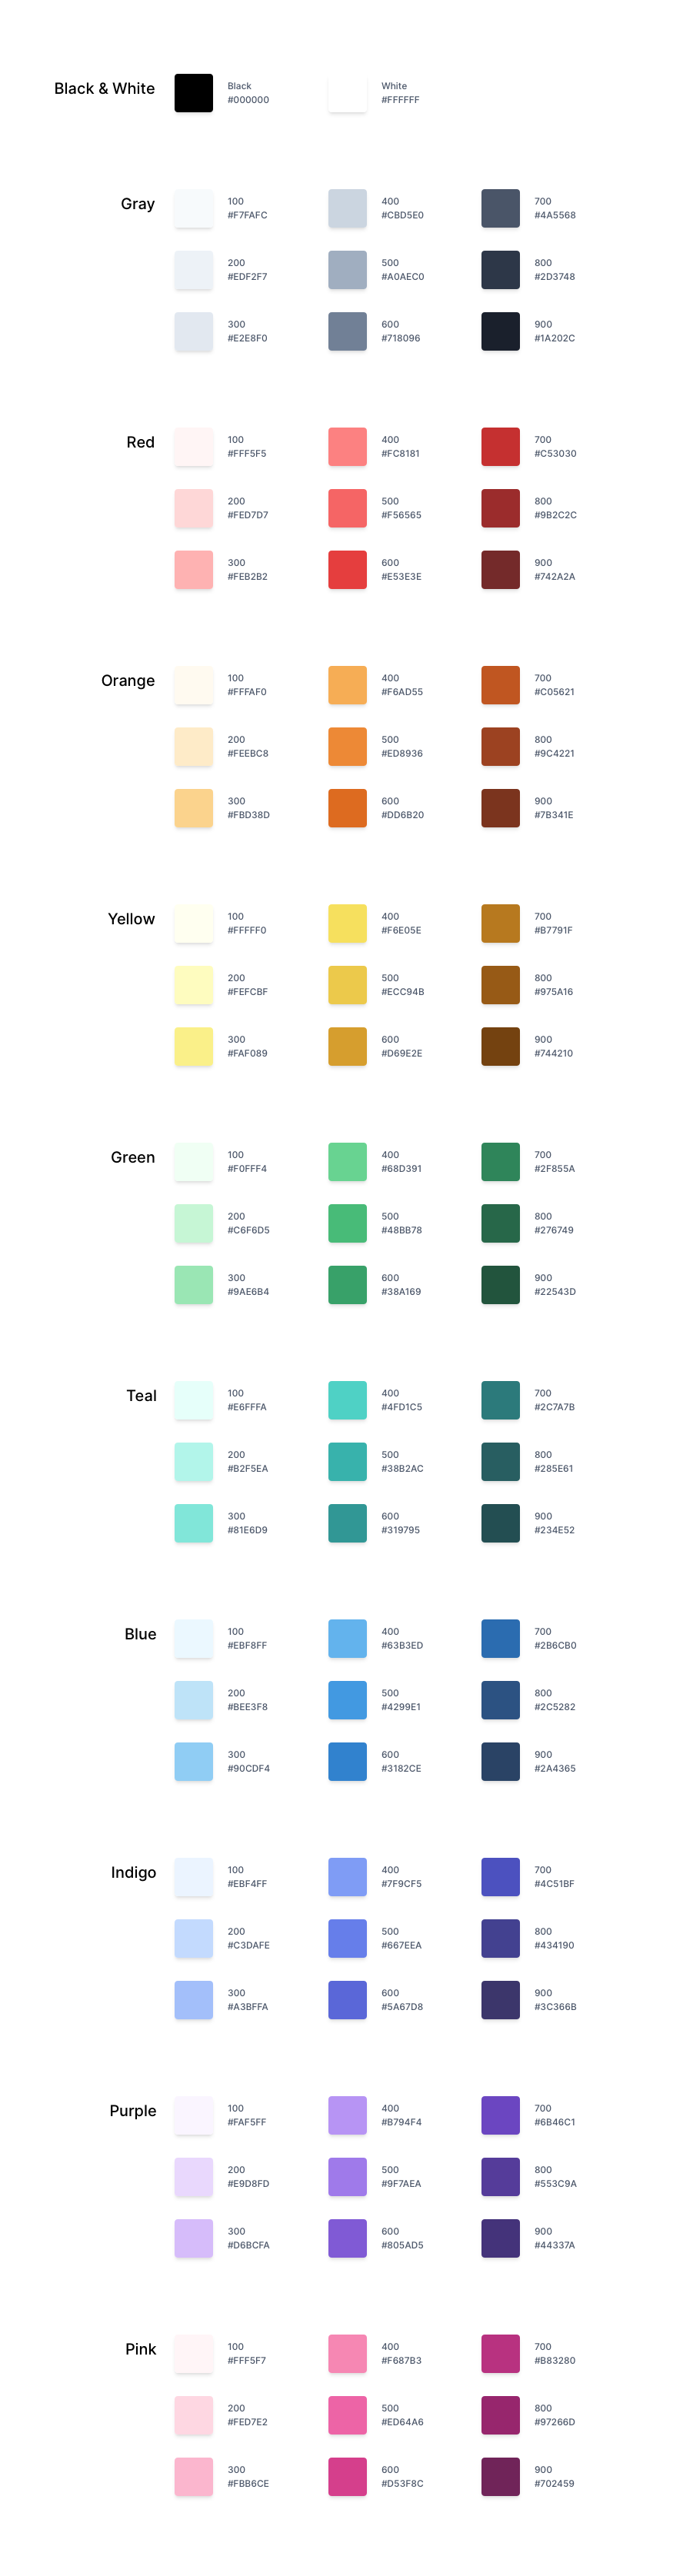 Black & White
Black
#000000
White
#FFFFFF
Gray
100
#F7FAFC
400
#CBD5E0
700
#4A5568
200
#EDF2F7
500
#A0AEC0
800
#2D3748
300
#E2E8F0
600
#718096
900
#1A202C
Red
100
#FFF5F5
400
#FC8181
700
#C53030
200
#FED7D7
500
#F56565
800
#9B2C2C
300
#FEB2B2
600
#E53E3E
900
#742A2A
Orange
100
#FFFAF0
400
#F6AD55
700
#C05621
200
#FEEBC8
500
#ED8936
800
#9C4221
300
#FBD38D
600
#DD6B20
900
#7B341E
Yellow
100
#FFFFF0
400
#F6E05E
700
#B7791F
200
#FEFCBF
500
#ECC94B
800
#975A16
300
#FAF089
600
#D69E2E
900
#744210
Green
100
#F0FFF4
400
#68D391
700
#2F855A
200
#C6F6D5
500
#48BB78
800
#276749
300
#9AE6B4
600
#38A169
900
#22543D
Teal
100
#E6FFFA
400
#4FD1C5
700
#2C7A7B
200
#B2F5EA
500
#38B2AC
800
#285E61
300
#81E6D9
600
#319795
900
#234E52
Blue
100
#EBF8FF
400
#63B3ED
700
#2B6CB0
200
#BEE3F8
500
#4299E1
800
#2C5282
300
#90CDF4
600
#3182CE
900
#2A4365
Indigo
100
#EBF4FF
400
#7F9CF5
700
#4C51BF
200
#C3DAFE
500
#667EEA
800
#434190
300
#A3BFFA
600
#5A67D8
900
#3C366B
Purple
100
#FAF5FF
400
#B794F4
700
#6B46C1
200
#E9D8FD
500
#9F7AEA
800
#553C9A
300
#D6BCFA
600
#805AD5
900
#44337A
Pink
100
#FFF5F7
400
#F687B3
700
#B83280
200
#FED7E2
500
#ED64A6
800
#97266D
300
#FBB6CE
600
#D53F8C
900
#702459